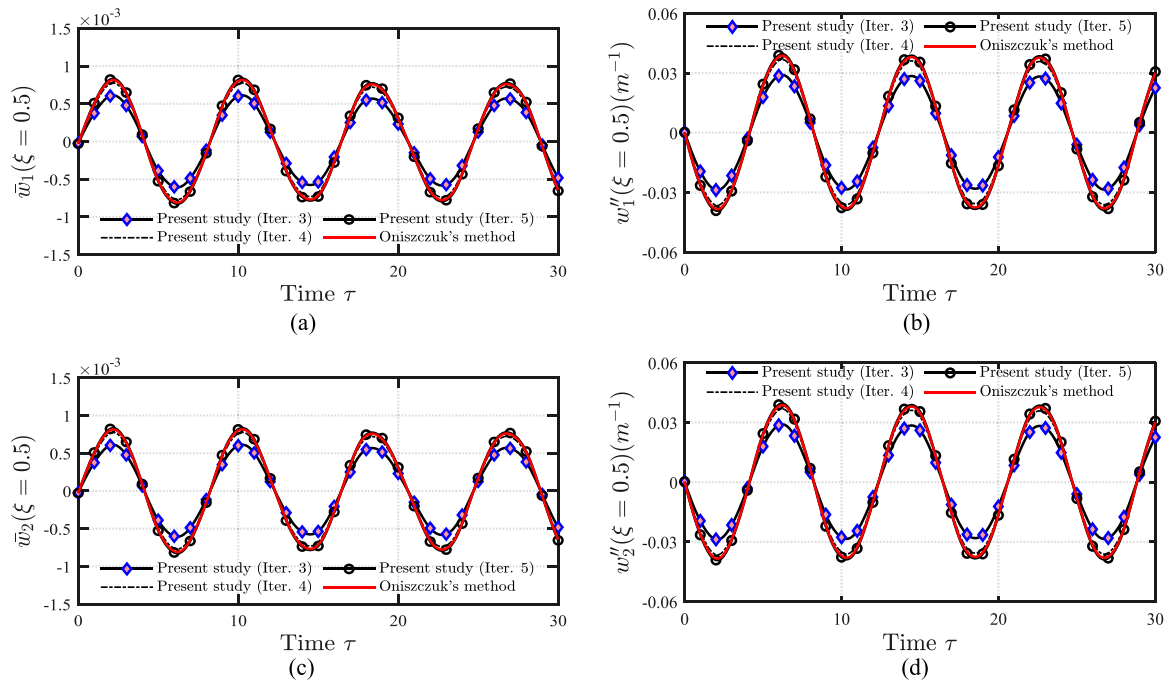 ×10⁻³
1.5
1
0.5
0
-0.5
-1
-1.5
w̄₁(ξ = 0.5)
Present study (Iter. 3) Present study (Iter. 5)
Present study (Iter. 4) Oniszczuk's method
0 10 20 30
Time τ
(a)
0.06
0.03
0
-0.03
-0.06
w₁″(ξ = 0.5)(m⁻¹)
Present study (Iter. 3) Present study (Iter. 5)
Present study (Iter. 4) Oniszczuk's method
0 10 20 30
Time τ
(b)
×10⁻³
1.5
1
0.5
0
-0.5
-1
-1.5
w̄₂(ξ = 0.5)
Present study (Iter. 3) Present study (Iter. 5)
Present study (Iter. 4) Oniszczuk's method
0 10 20 30
Time τ
(c)
0.06
0.03
0
-0.03
-0.06
w₂″(ξ = 0.5)(m⁻¹)
Present study (Iter. 3) Present study (Iter. 5)
Present study (Iter. 4) Oniszczuk's method
0 10 20 30
Time τ
(d)